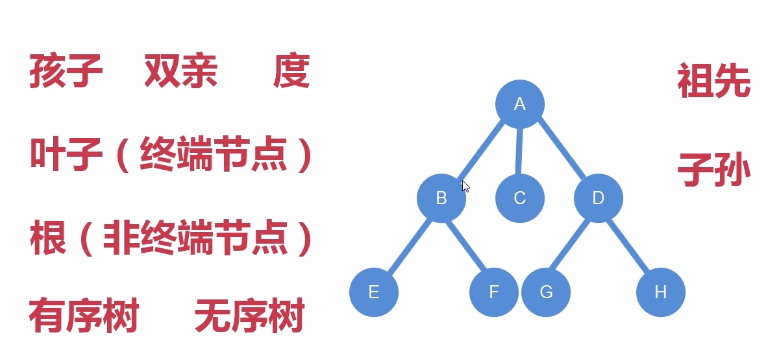 孩子 双亲 度
叶子（终端节点）
根（非终端节点）
有序树 无序树
A
B C D
E F G H
祖先
子孙